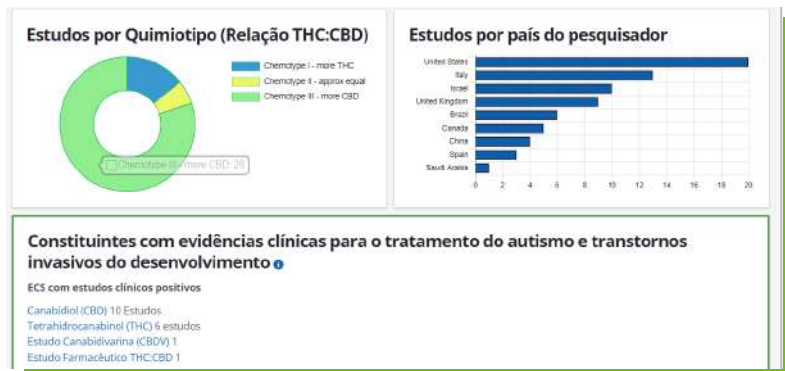 Estudos por Quimiotipo (Relação THC:CBD)
Chemotype I - more THC
Chemotype II - approx equal
Chemotype III - more CBD
Chemotype III - more CBD: 29
Estudos por país do pesquisador
United States
Italy
Israel
United Kingdom
Brazil
Canada
China
Spain
Saudi Arabia
0 2 4 6 8 10 12 14 16 18 20
Constituintes com evidências clínicas para o tratamento do autismo e transtornos
invasivos do desenvolvimento
ECS com estudos clínicos positivos
Canabidiol (CBD) 10 Estudos
Tetrahidrocanabinol (THC) 6 estudos
Estudo Canabidivarina (CBDV) 1
Estudo Farmacêutico THC:CBD 1